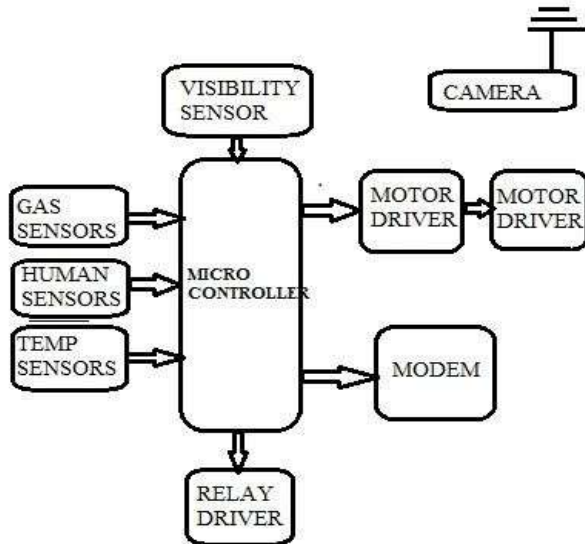 VISIBILITY
SENSOR
CAMERA
GAS
SENSORS
HUMAN
SENSORS
TEMP
SENSORS
MICRO
CONTROLLER
MOTOR
DRIVER
MOTOR
DRIVER
MODEM
RELAY
DRIVER